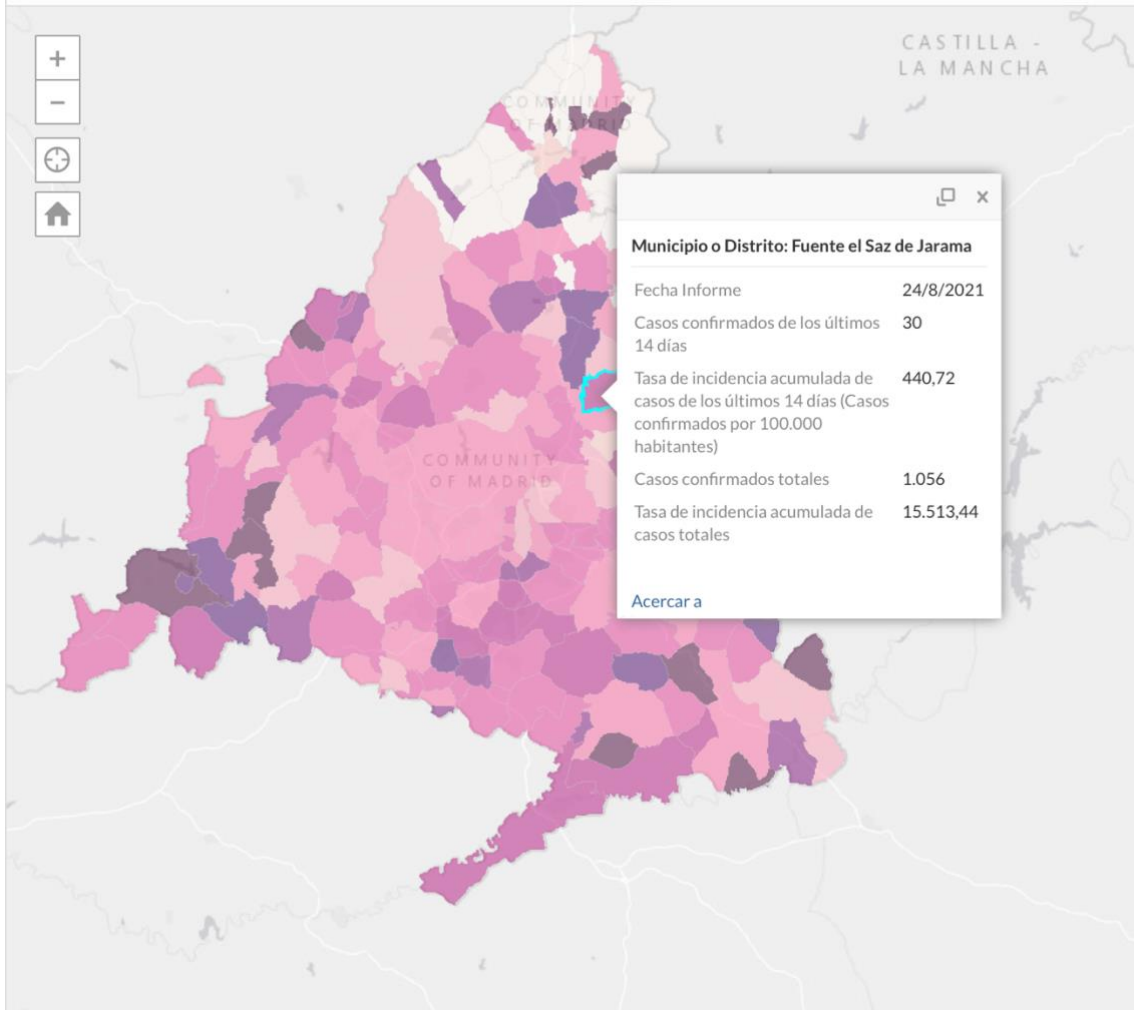 CASTILLA -
LA MANCHA
COMMUNITY
OF MADRID
Municipio o Distrito: Fuente el Saz de Jarama
Fecha Informe 24/8/2021
Casos confirmados de los últimos 30
14 días
Tasa de incidencia acumulada de 440,72
casos de los últimos 14 días (Casos
confirmados por 100.000
habitantes)
Casos confirmados totales 1.056
Tasa de incidencia acumulada de 15.513,44
casos totales
COMMUNITY
OF MADRID
Acercar a